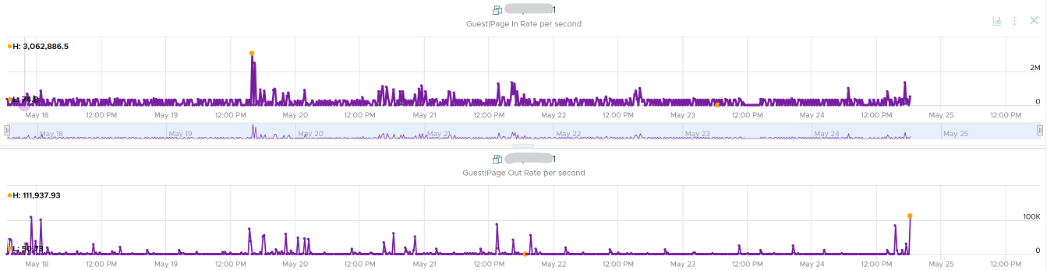 1
Guest|Page In Rate per second
H: 3,062,886.5
2M
0
May 18 12:00 PM May 19 12:00 PM May 20 12:00 PM May 21 12:00 PM May 22 12:00 PM May 23 12:00 PM May 24 12:00 PM May 25 12:00 PM
May 18 May 19 May 20 May 21 May 22 May 23 May 24 May 25
1
Guest|Page Out Rate per second
H: 111,937.93
100K
L: 50.73
0
May 18 12:00 PM May 19 12:00 PM May 20 12:00 PM May 21 12:00 PM May 22 12:00 PM May 23 12:00 PM May 24 12:00 PM May 25 12:00 PM